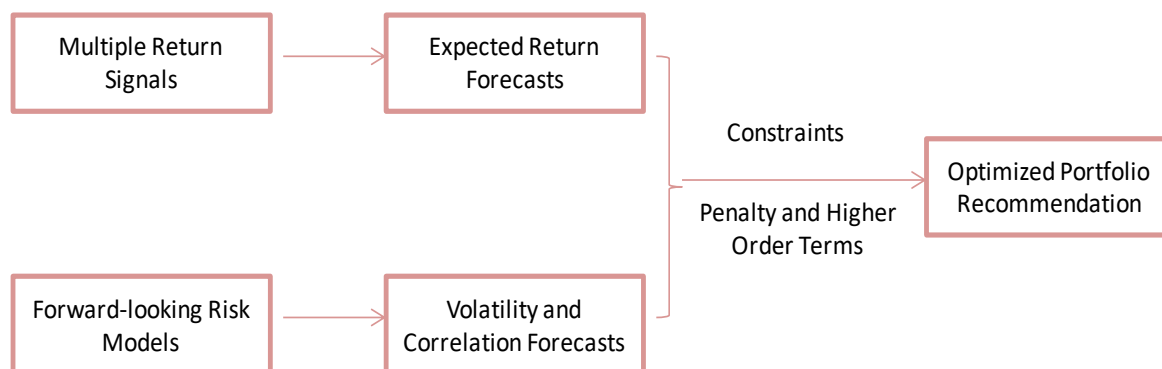 Multiple Return
Signals
Expected Return
Forecasts
Constraints
Optimized Portfolio
Recommendation
Penalty and Higher
Order Terms
Forward-looking Risk
Models
Volatility and
Correlation Forecasts